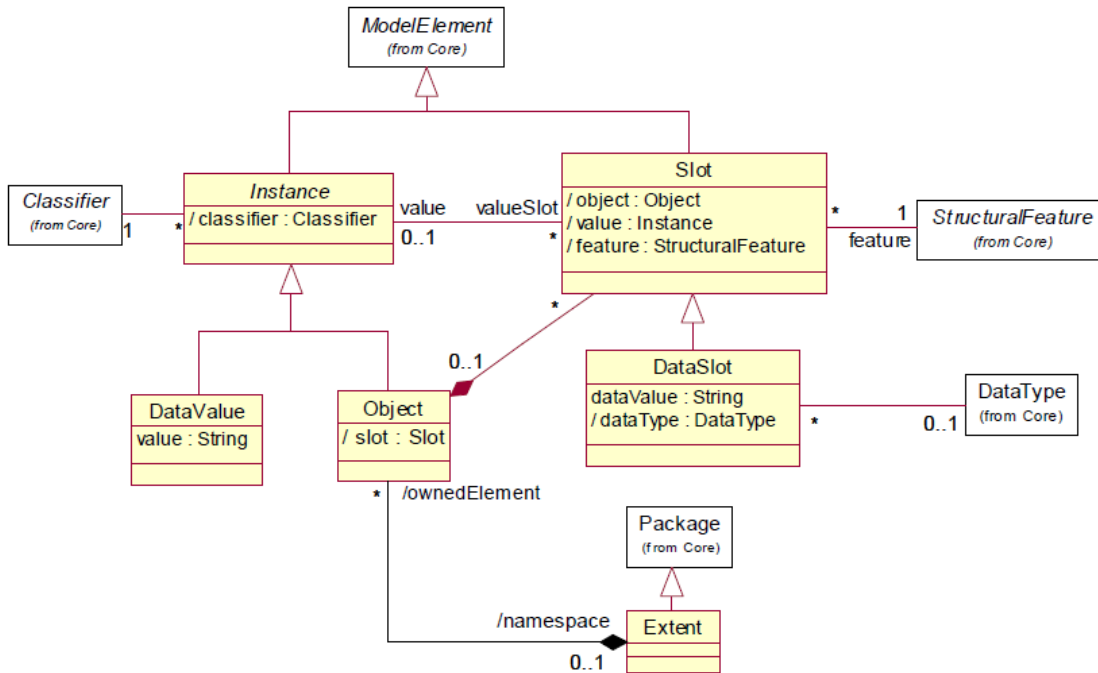 ModelElement
(from Core)
Classifier
(from Core)
1
*
Instance
/ classifier : Classifier
value
0..1
valueSlot
*
Slot
/ object : Object
/ value : Instance
/ feature : StructuralFeature
*
1
feature
StructuralFeature
(from Core)
*
0..1
DataValue
value : String
Object
/ slot : Slot
DataSlot
dataValue : String
/ dataType : DataType
*
0..1
DataType
(from Core)
*
/ownedElement
Package
(from Core)
/namespace
0..1
Extent